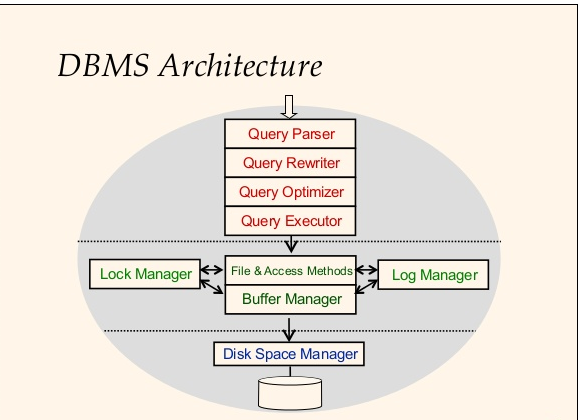 DBMS Architecture
Query Parser
Query Rewriter
Query Optimizer
Query Executor
Lock Manager
File & Access Methods
Log Manager
Buffer Manager
Disk Space Manager